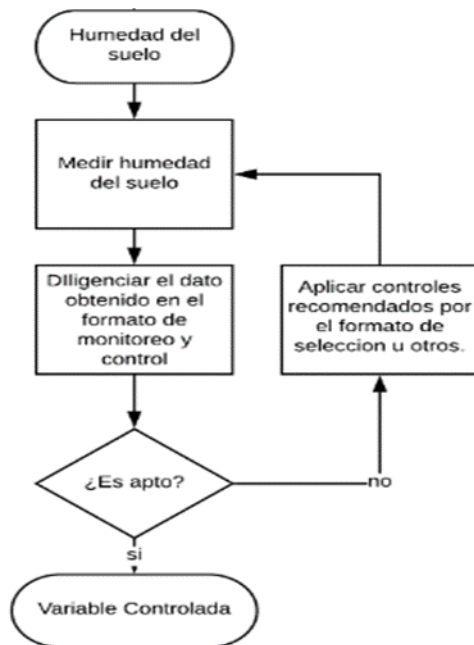 Humedad del
suelo
Medir humedad
del suelo
DIligenciar el dato
obtenido en el
formato de
monitoreo y
control
Aplicar controles
recomendados por
el formato de
seleccion u otros.
¿Es apto?
no
si
Variable Controlada